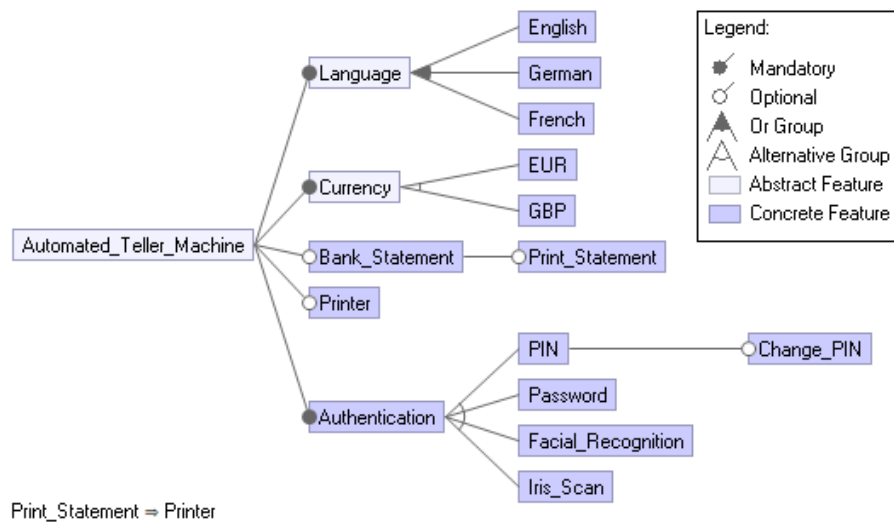 English
Legend:
Language
German
Mandatory
Optional
French
Or Group
Alternative Group
EUR
Abstract Feature
Currency
Concrete Feature
GBP
Automated_Teller_Machine
Bank_Statement
Print_Statement
Printer
PIN
Change_PIN
Password
Authentication
Facial_Recognition
Iris_Scan
Print_Statement ⇒ Printer